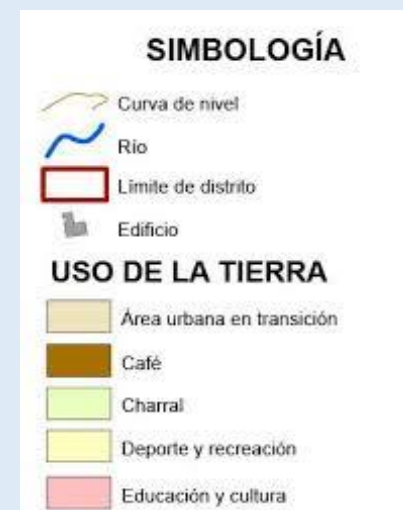 SIMBOLOGÍA
Curva de nivel
Río
Límite de distrito
Edificio
USO DE LA TIERRA
Área urbana en transición
Café
Charral
Deporte y recreación
Educación y cultura